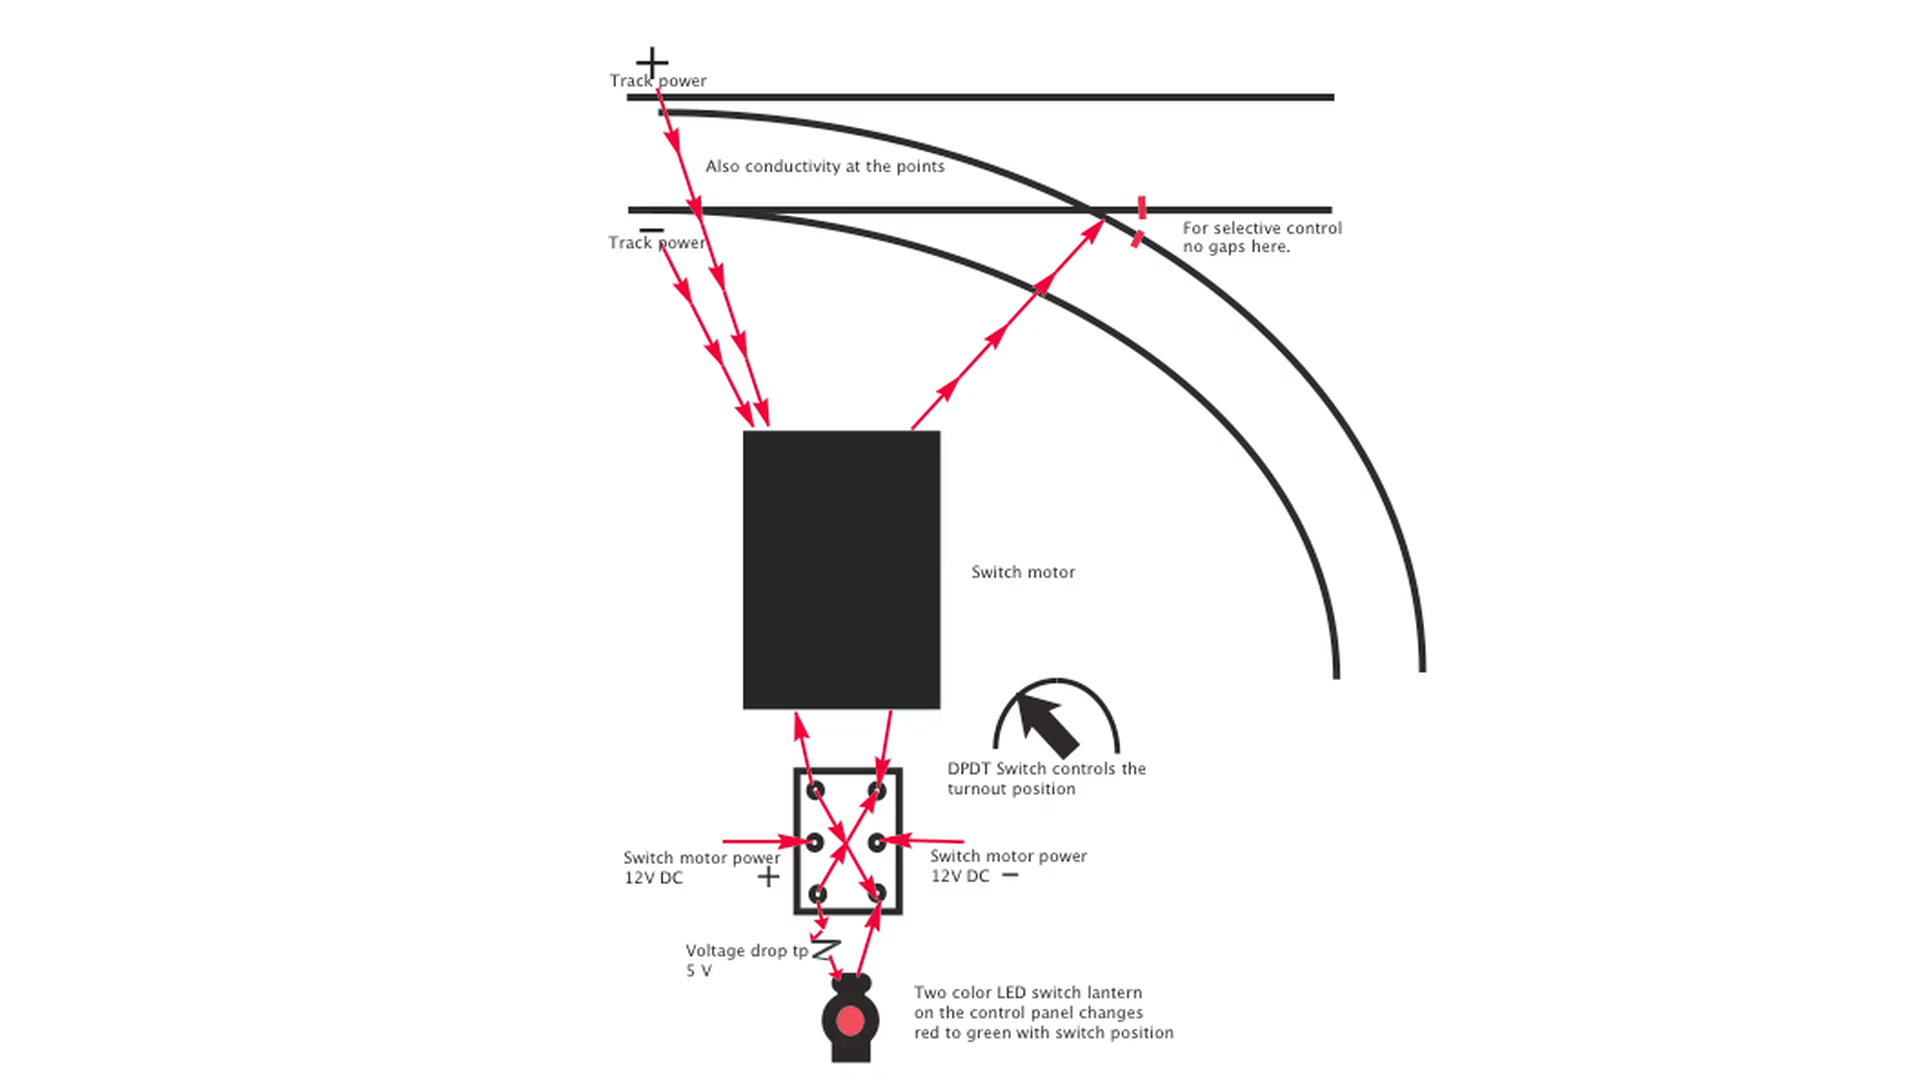 +
Track power
Also conductivity at the points
For selective control
no gaps here.
−
Track power
Switch motor
DPDT Switch controls the
turnout position
Switch motor power
12V DC +
Switch motor power
12V DC −
Voltage drop tp
5 V
Two color LED switch lantern
on the control panel changes
red to green with switch position